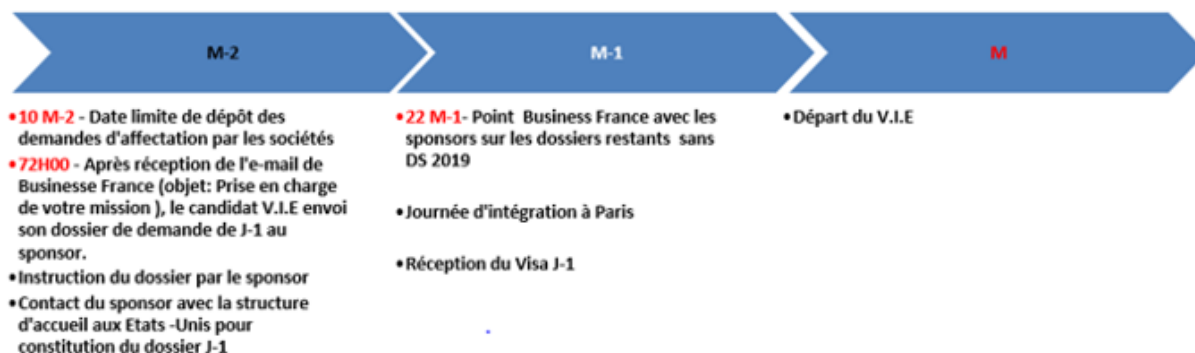 M-2
•10 M-2 - Date limite de dépôt des
demandes d'affectation par les sociétés
•72H00 - Après réception de l'e-mail de
Businesse France (objet: Prise en charge
de votre mission ), le candidat V.I.E envoi
son dossier de demande de J-1 au
sponsor.
•Instruction du dossier par le sponsor
•Contact du sponsor avec la structure
d'accueil aux Etats -Unis pour
constitution du dossier J-1
M-1
•22 M-1- Point Business France avec les
sponsors sur les dossiers restants sans
DS 2019
•Journée d'intégration à Paris
•Réception du Visa J-1
M
•Départ du V.I.E